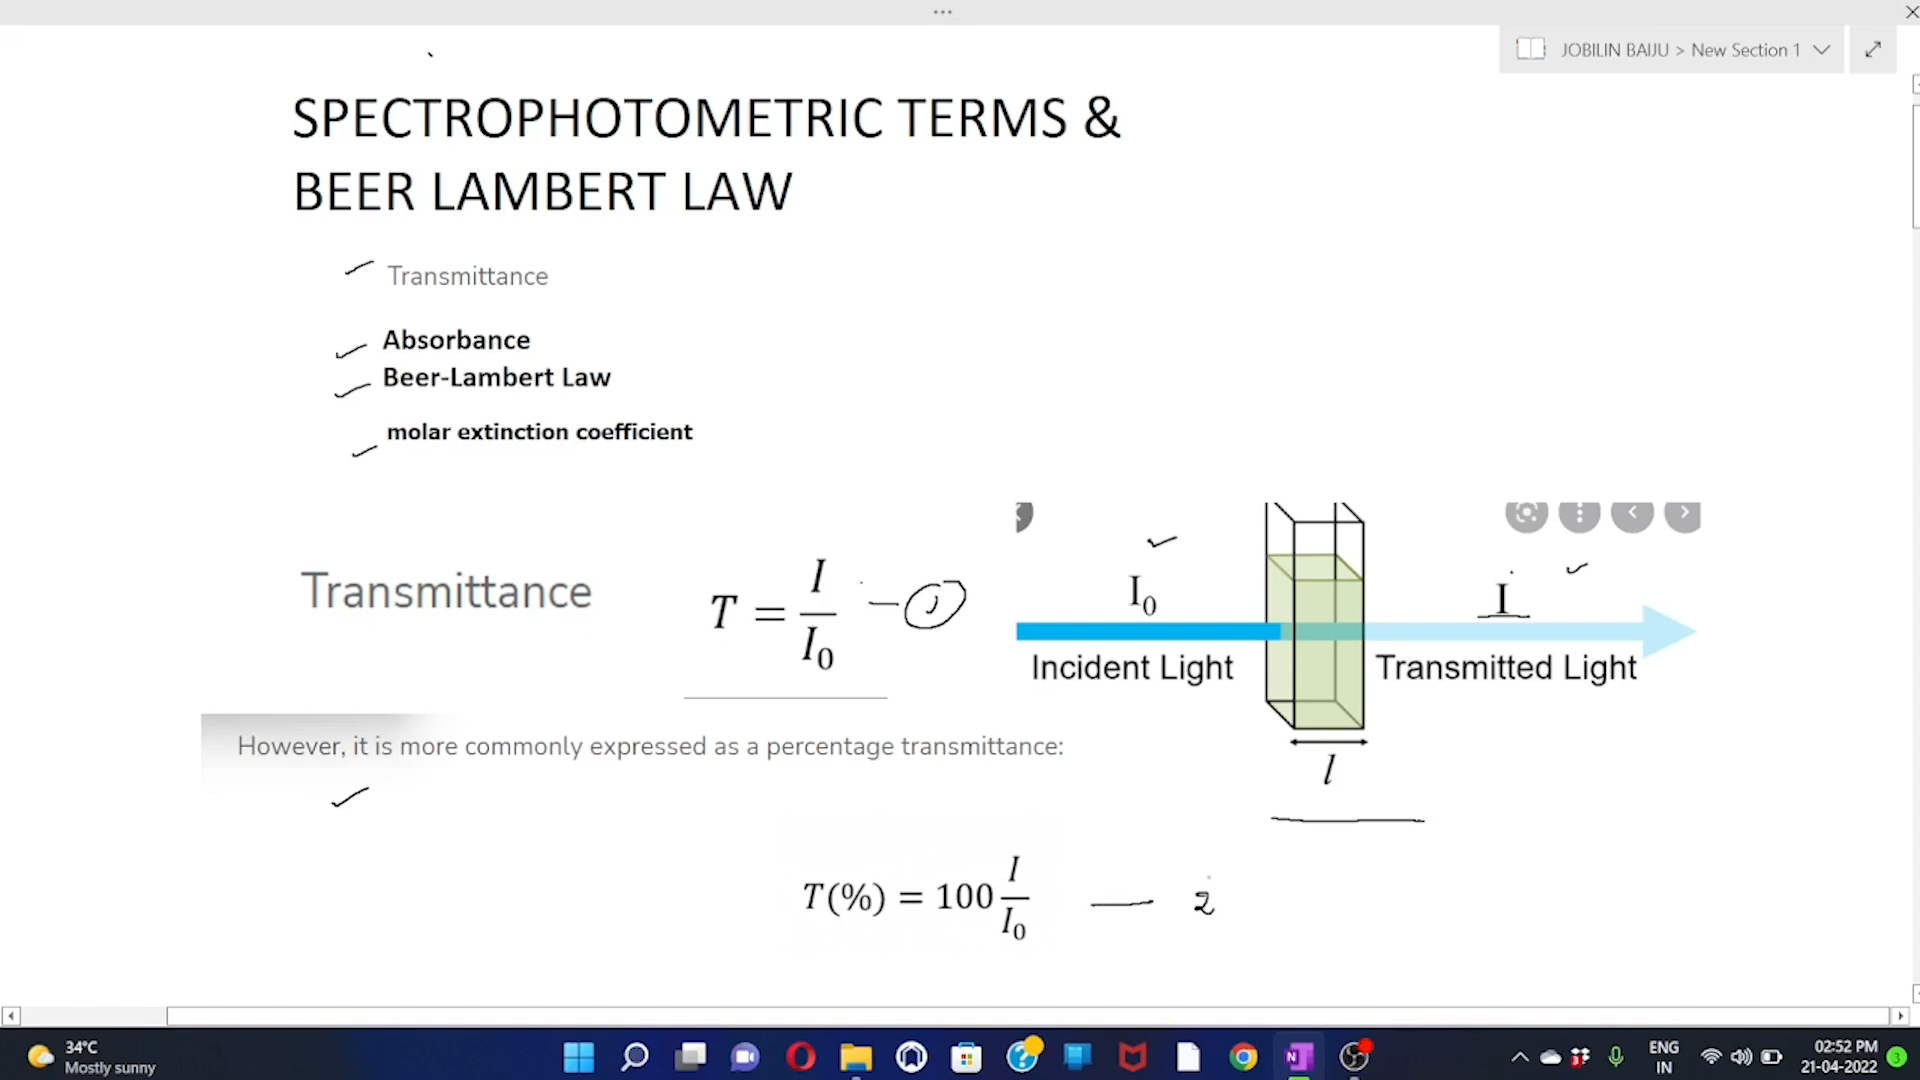 JOBILIN BAIJU > New Section 1
SPECTROPHOTOMETRIC TERMS &
BEER LAMBERT LAW
Transmittance
Absorbance
Beer-Lambert Law
molar extinction coefficient
Transmittance
T = I / I₀ — 1
I₀
I
Incident Light
Transmitted Light
l
However, it is more commonly expressed as a percentage transmittance:
T(%) = 100 I / I₀ — 2
34°C
Mostly sunny
ENG
IN
02:52 PM
21-04-2022
3